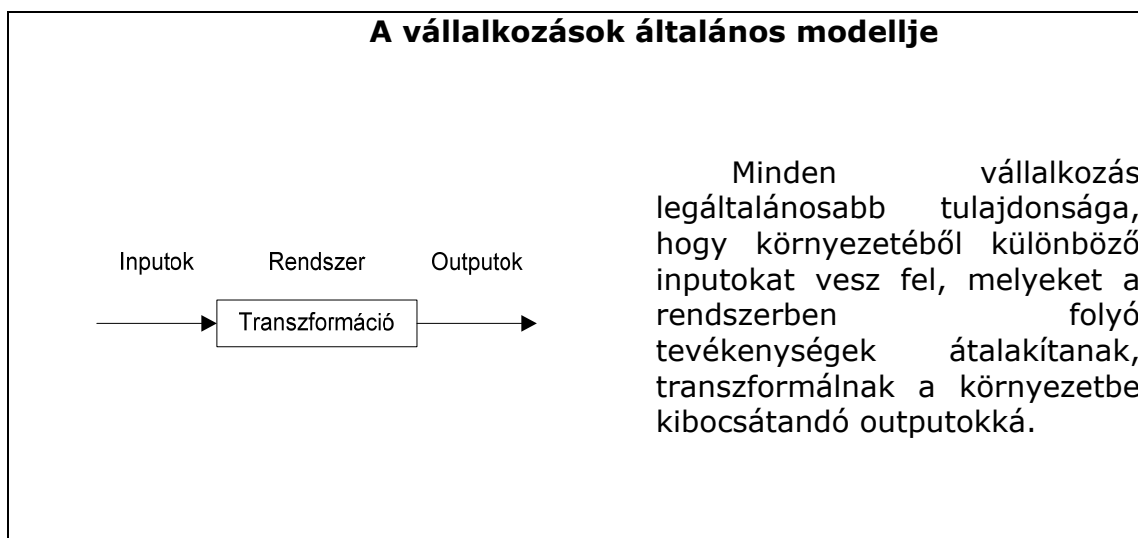 A vállalkozások általános modellje
Inputok Rendszer Outputok
Transzformáció
Minden vállalkozás
legáltalánosabb tulajdonsága,
hogy környezetéből különböző
inputokat vesz fel, melyeket a
rendszerben folyó
tevékenységek átalakítanak,
transzformálnak a környezetbe
kibocsátandó outputokká.